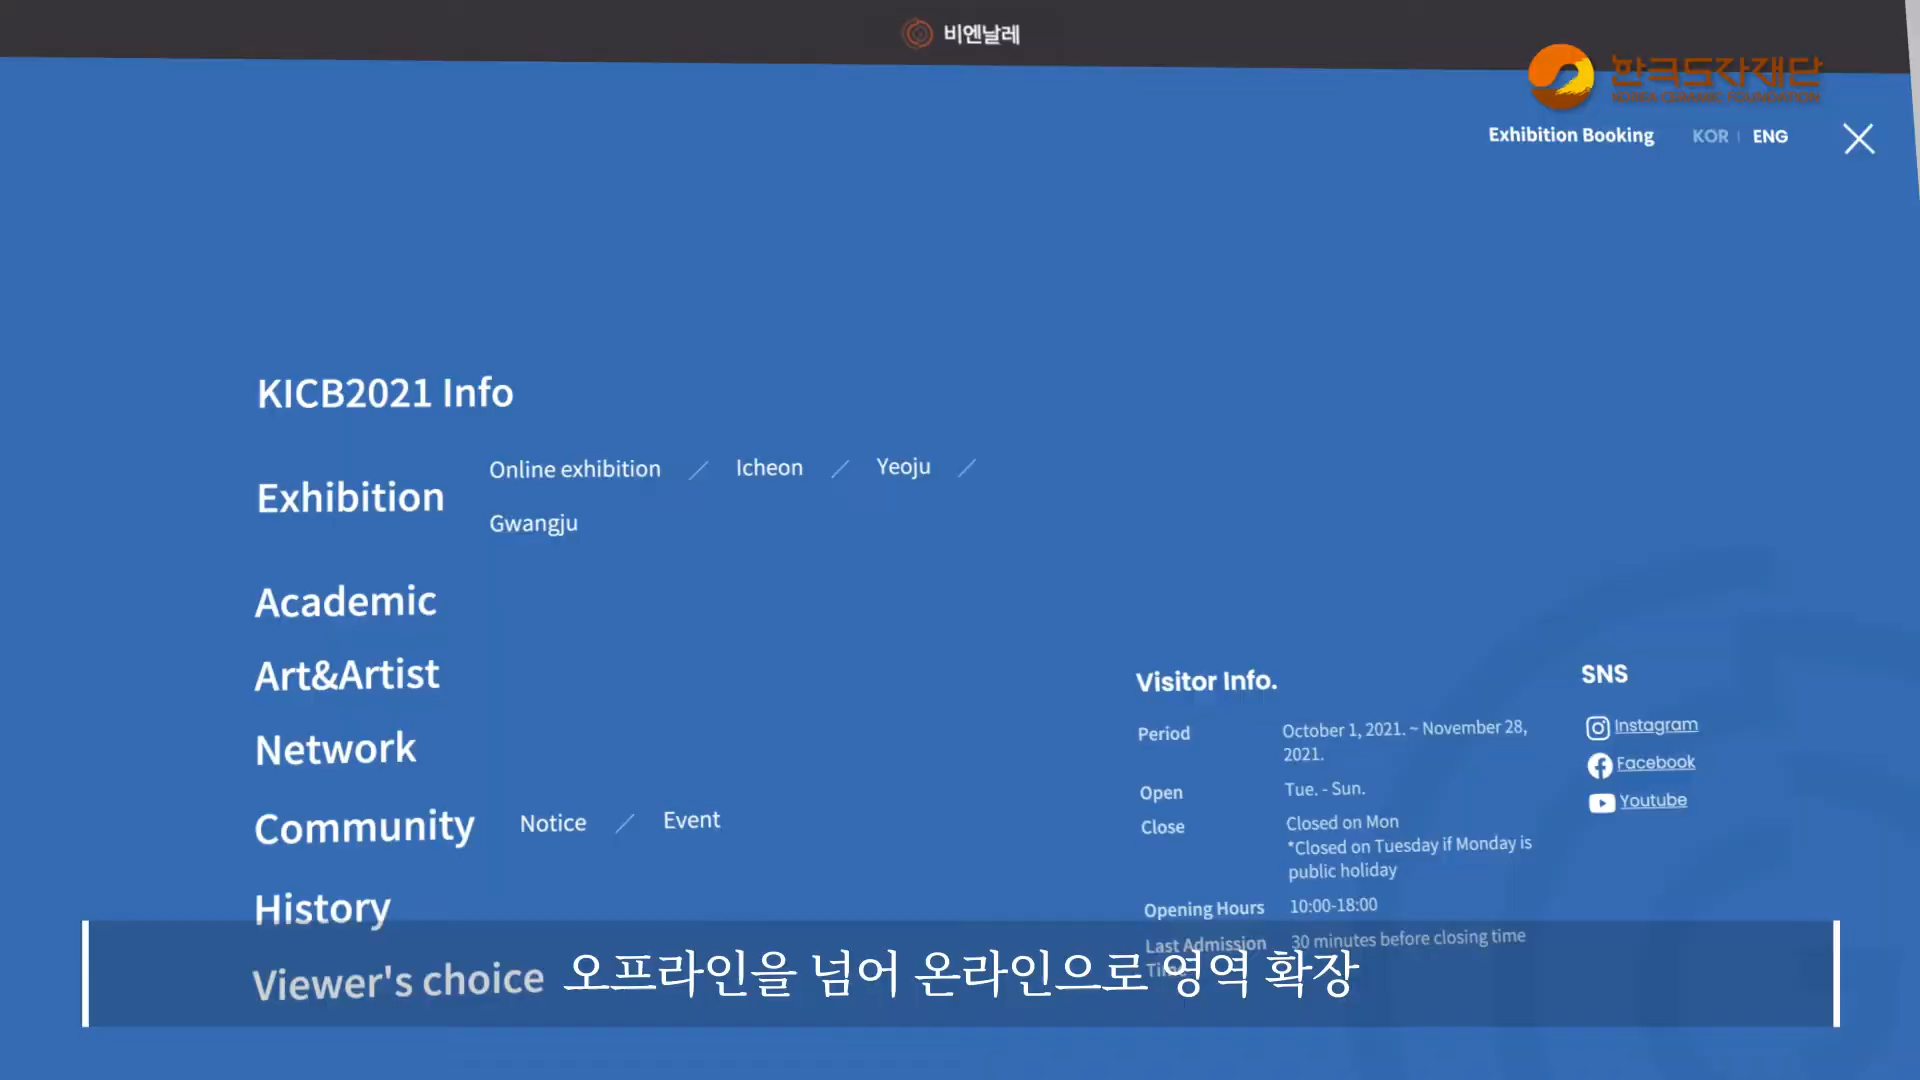 비엔날레
한국도자재단
KOREA CERAMIC FOUNDATION
Exhibition Booking KOR ENG
KICB2021 Info
Exhibition
Online exhibition / Icheon / Yeoju /
Gwangju
Academic
Art&Artist
Network
Community Notice / Event
History
Viewer's choice
Visitor Info.
Period October 1, 2021. ~ November 28,
2021.
Open Tue. - Sun.
Close Closed on Mon
*Closed on Tuesday if Monday is
public holiday
Opening Hours 10:00-18:00
Last Admission 30 minutes before closing time
Time
SNS
Instagram
Facebook
Youtube
오프라인을 넘어 온라인으로 영역 확장